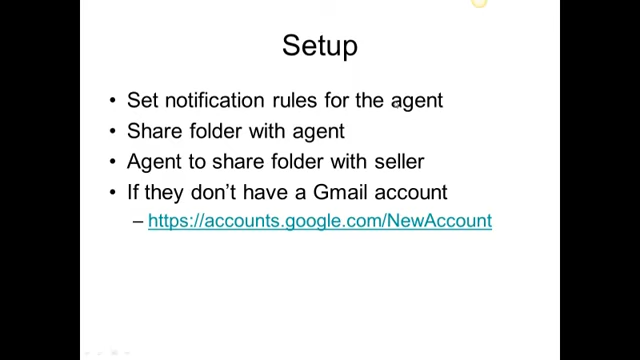 Setup
• Set notification rules for the agent
• Share folder with agent
• Agent to share folder with seller
• If they don't have a Gmail account
– https://accounts.google.com/NewAccount